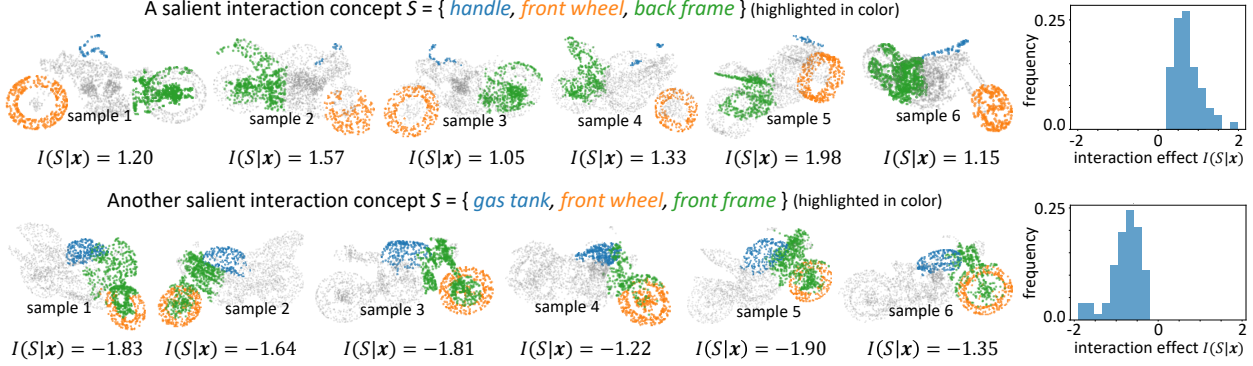 A salient interaction concept S = { handle, front wheel, back frame } (highlighted in color)
sample 1
sample 2
sample 3
sample 4
sample 5
sample 6
I(S|x) = 1.20
I(S|x) = 1.57
I(S|x) = 1.05
I(S|x) = 1.33
I(S|x) = 1.98
I(S|x) = 1.15
0.25
frequency
0.0
-2
0
2
interaction effect I(S|x)
Another salient interaction concept S = { gas tank, front wheel, front frame } (highlighted in color)
sample 1
sample 2
sample 3
sample 4
sample 5
sample 6
I(S|x) = −1.83
I(S|x) = −1.64
I(S|x) = −1.81
I(S|x) = −1.22
I(S|x) = −1.90
I(S|x) = −1.35
0.25
frequency
0.0
-2
0
2
interaction effect I(S|x)